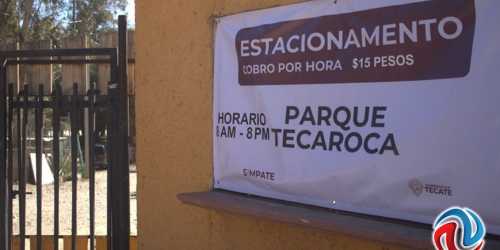 ESTACIONAMENTO
COBRO POR HORA $15 PESOS
HORARIO
8 AM - 8 PM
PARQUE
TECAROCA
TECATE